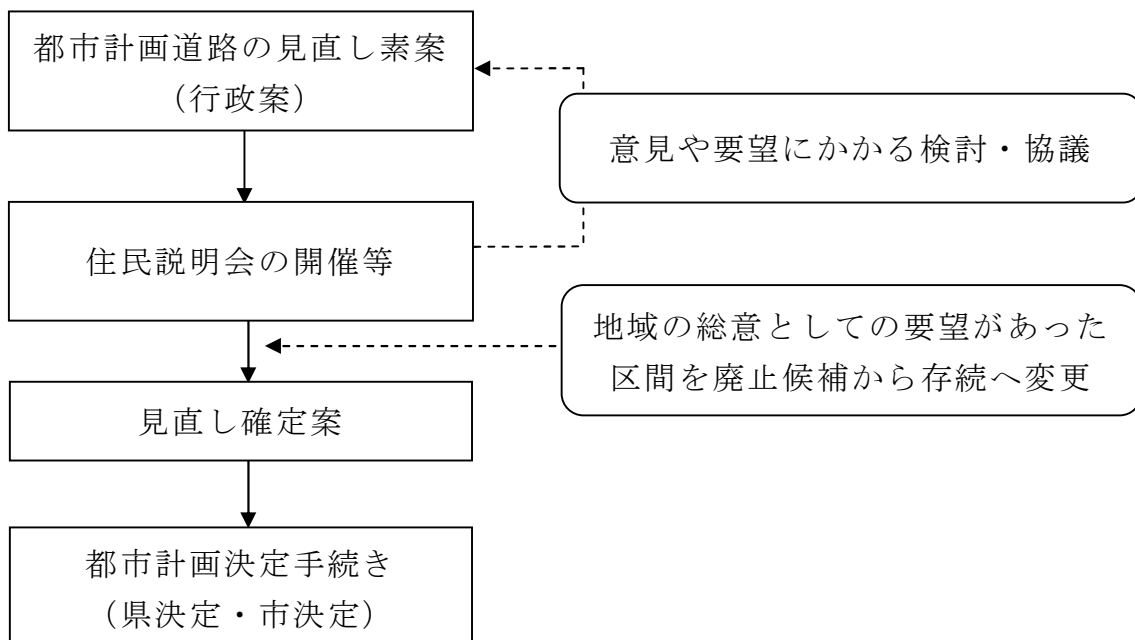 都市計画道路の見直し素案
（行政案）
意見や要望にかかる検討・協議
住民説明会の開催等
地域の総意としての要望があった
区間を廃止候補から存続へ変更
見直し確定案
都市計画決定手続き
（県決定・市決定）